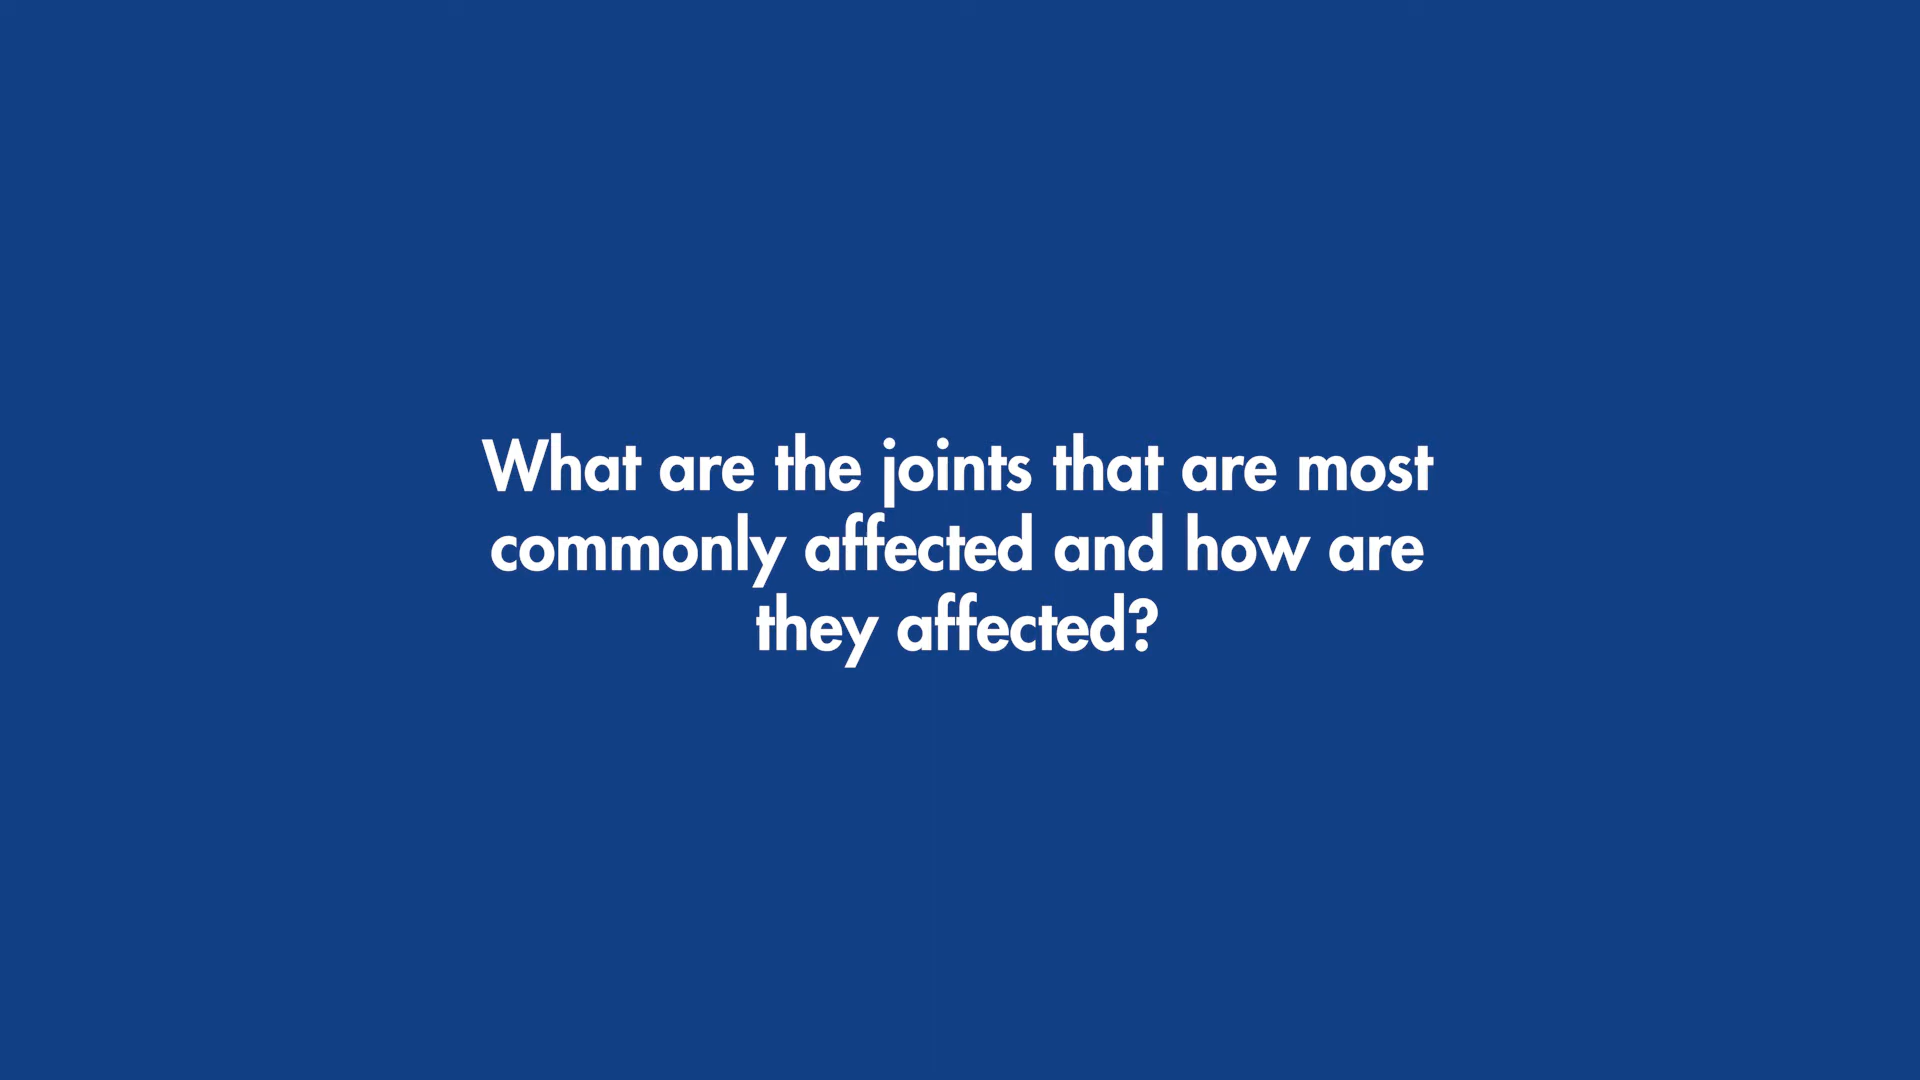 What are the joints that are most
commonly affected and how are
they affected?